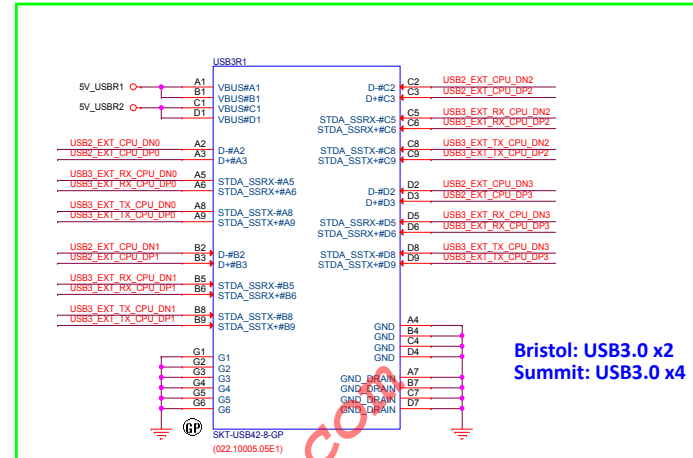 USB3R1
5V_USBR1
A1
VBUS#A1
B1
VBUS#B1
5V_USBR2
C1
VBUS#C1
D1
VBUS#D1
USB2_EXT_CPU_DN0
A2
D-#A2
USB2_EXT_CPU_DP0
A3
D+#A3
USB3_EXT_RX_CPU_DN0
A5
STDA_SSRX-#A5
USB3_EXT_RX_CPU_DP0
A6
STDA_SSRX+#A6
USB3_EXT_TX_CPU_DN0
A8
STDA_SSTX-#A8
USB3_EXT_TX_CPU_DP0
A9
STDA_SSTX+#A9
USB2_EXT_CPU_DN1
B2
D-#B2
USB2_EXT_CPU_DP1
B3
D+#B3
USB3_EXT_RX_CPU_DN1
B5
STDA_SSRX-#B5
USB3_EXT_RX_CPU_DP1
B6
STDA_SSRX+#B6
USB3_EXT_TX_CPU_DN1
B8
STDA_SSTX-#B8
USB3_EXT_TX_CPU_DP1
B9
STDA_SSTX+#B9
G1
G1
G2
G2
G3
G3
G4
G4
G5
G5
G6
G6
D-#C2
C2
USB2_EXT_CPU_DN2
D+#C3
C3
USB2_EXT_CPU_DP2
STDA_SSRX-#C5
C5
USB3_EXT_RX_CPU_DN2
STDA_SSRX+#C6
C6
USB3_EXT_RX_CPU_DP2
STDA_SSTX-#C8
C8
USB3_EXT_TX_CPU_DN2
STDA_SSTX+#C9
C9
USB3_EXT_TX_CPU_DP2
D-#D2
D2
USB2_EXT_CPU_DN3
D+#D3
D3
USB2_EXT_CPU_DP3
STDA_SSRX-#D5
D5
USB3_EXT_RX_CPU_DN3
STDA_SSRX+#D6
D6
USB3_EXT_RX_CPU_DP3
STDA_SSTX-#D8
D8
USB3_EXT_TX_CPU_DN3
STDA_SSTX+#D9
D9
USB3_EXT_TX_CPU_DP3
GND
A4
GND
B4
GND
C4
GND
D4
GND_DRAIN
A7
GND_DRAIN
B7
GND_DRAIN
C7
GND_DRAIN
D7
GP
SKT-USB42-8-GP
(022.10005.05E1)
Bristol: USB3.0 x2
Summit: USB3.0 x4
com